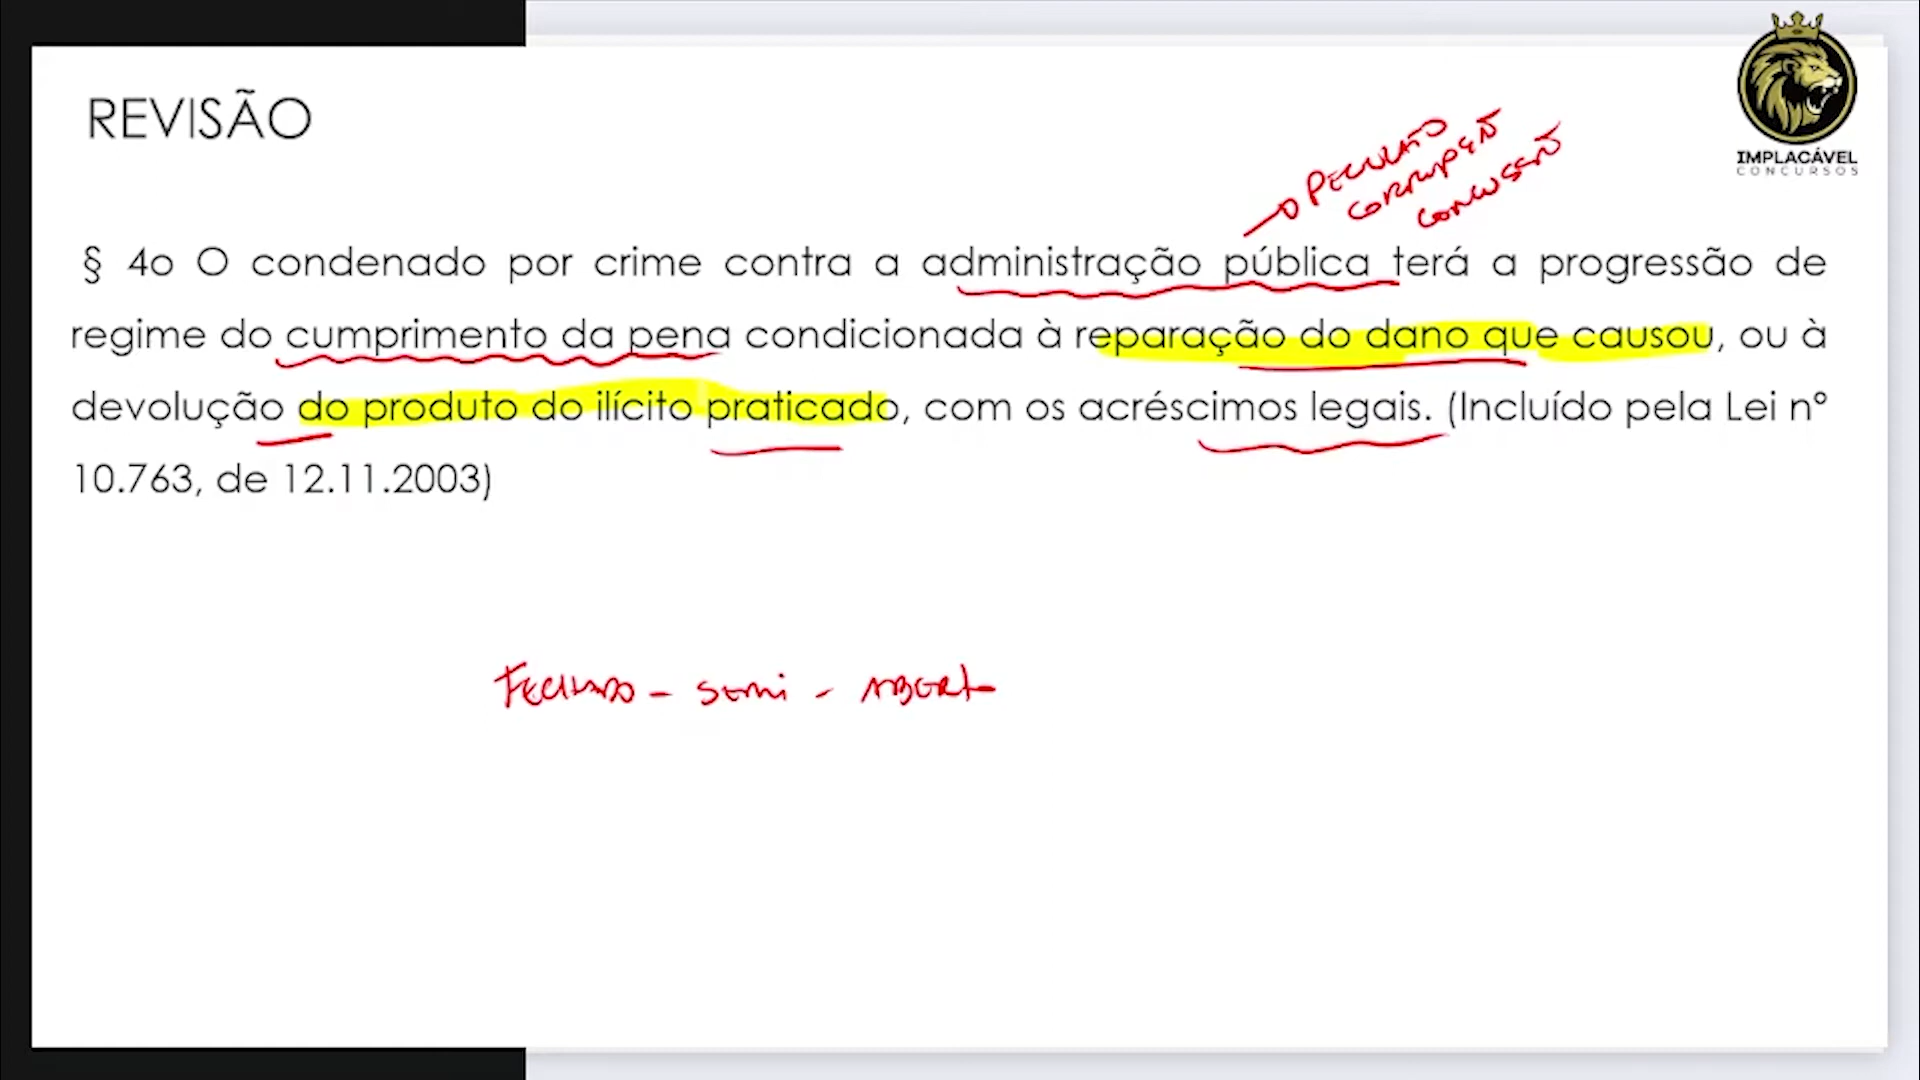 REVISÃO
IMPLACÁVEL
CONCURSOS
PECULATO
CORRUPÇÃO
CONCUSSÃO
§ 4o O condenado por crime contra a administração pública terá a progressão de
regime do cumprimento da pena condicionada à reparação do dano que causou, ou à
devolução do produto do ilícito praticado, com os acréscimos legais. (Incluído pela Lei nº
10.763, de 12.11.2003)
FECHADO - SEMI - ABERTO